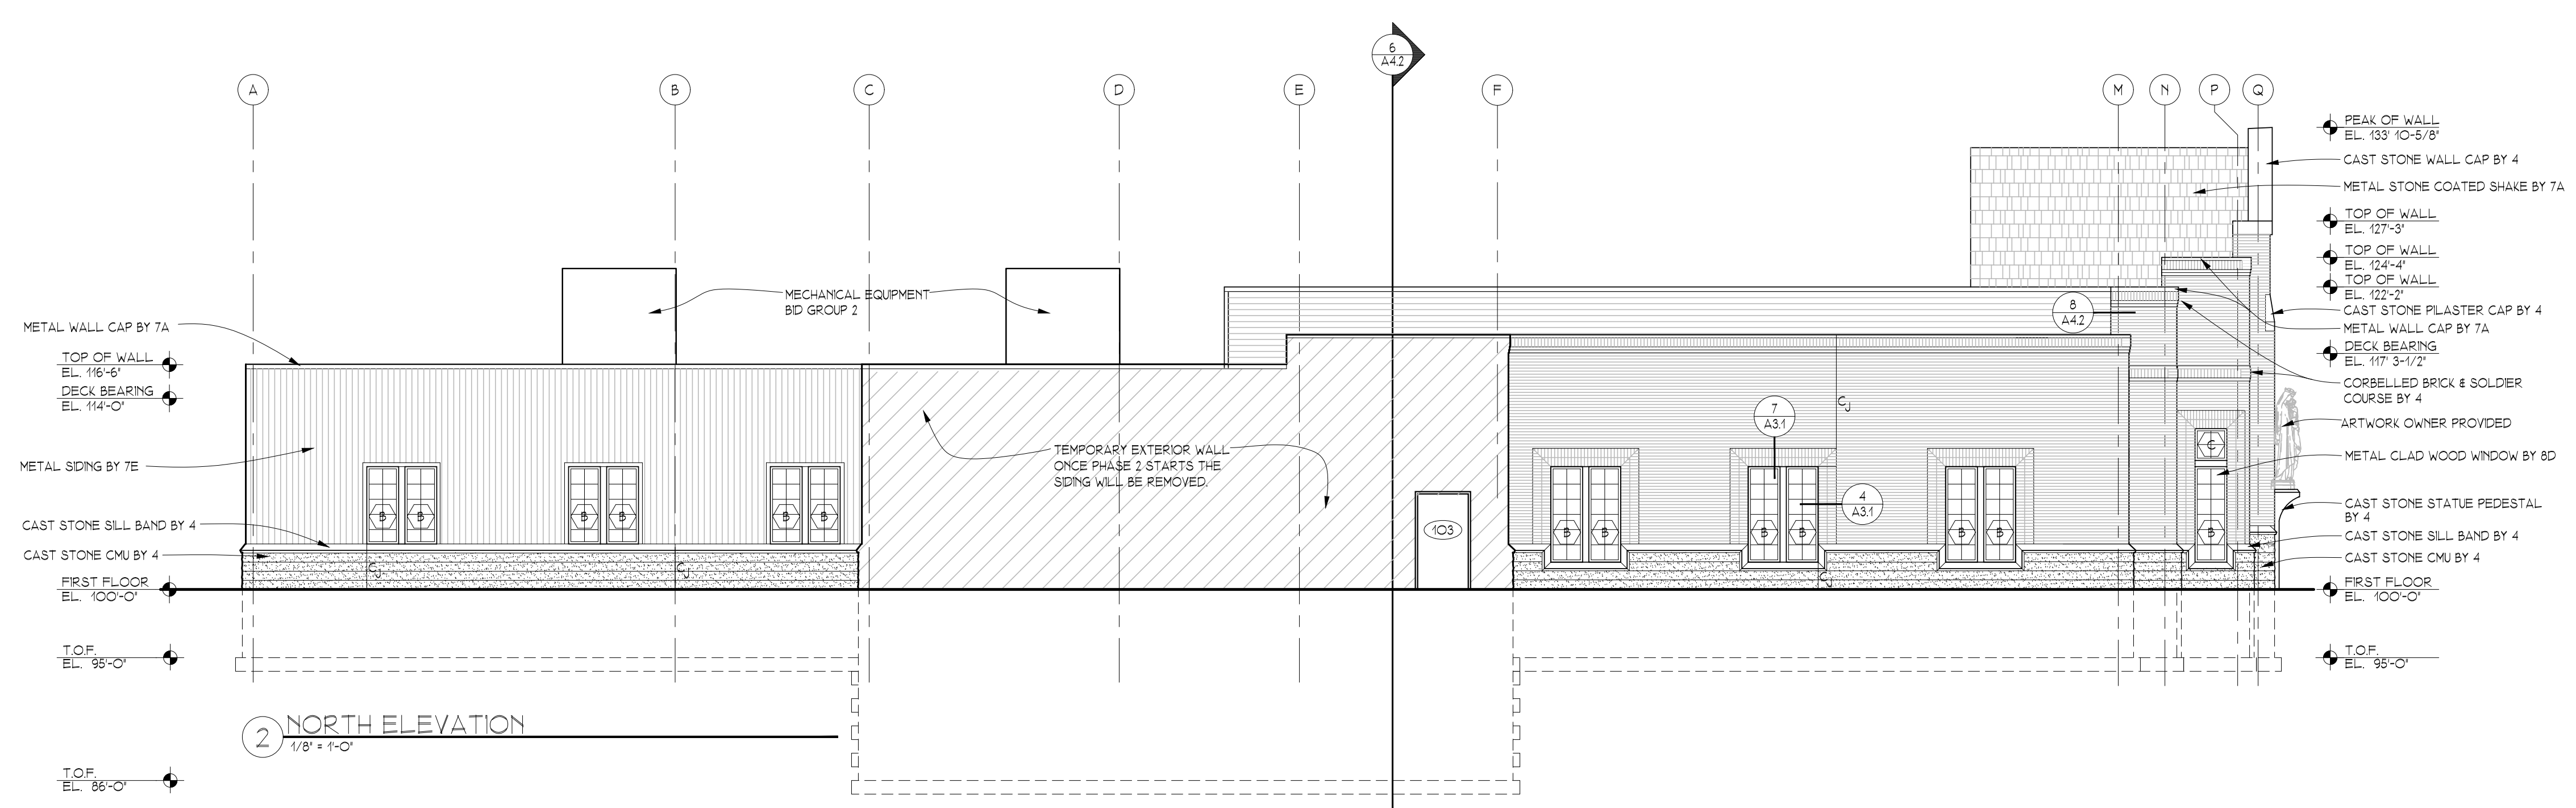 6
A4.2
A
B
C
D
E
F
M
N
P
Q
PEAK OF WALL
EL. 133' 10-5/8"
CAST STONE WALL CAP BY 4
METAL STONE COATED SHAKE BY 7A
TOP OF WALL
EL. 127'-3"
TOP OF WALL
EL. 124'-4"
TOP OF WALL
EL. 122'-2"
CAST STONE PILASTER CAP BY 4
METAL WALL CAP BY 7A
DECK BEARING
EL. 117' 3-1/2"
CORBELLED BRICK & SOLDIER
COURSE BY 4
ARTWORK OWNER PROVIDED
METAL CLAD WOOD WINDOW BY 8D
CAST STONE STATUE PEDESTAL
BY 4
CAST STONE SILL BAND BY 4
CAST STONE CMU BY 4
FIRST FLOOR
EL. 100'-0"
T.O.F.
EL. 95'-0"
MECHANICAL EQUIPMENT
BID GROUP 2
8
A4.2
METAL WALL CAP BY 7A
TOP OF WALL
EL. 116'-6"
DECK BEARING
EL. 114'-0"
METAL SIDING BY 7E
CAST STONE SILL BAND BY 4
CAST STONE CMU BY 4
FIRST FLOOR
EL. 100'-0"
T.O.F.
EL. 95'-0"
T.O.F.
EL. 86'-0"
TEMPORARY EXTERIOR WALL
ONCE PHASE 2 STARTS THE
SIDING WILL BE REMOVED.
7
A3.1
4
A3.1
CJ
C
103
B B
B B
B B
B B
B B
B B
B
CJ
CJ
CJ
2
NORTH ELEVATION
1/8" = 1'-0"